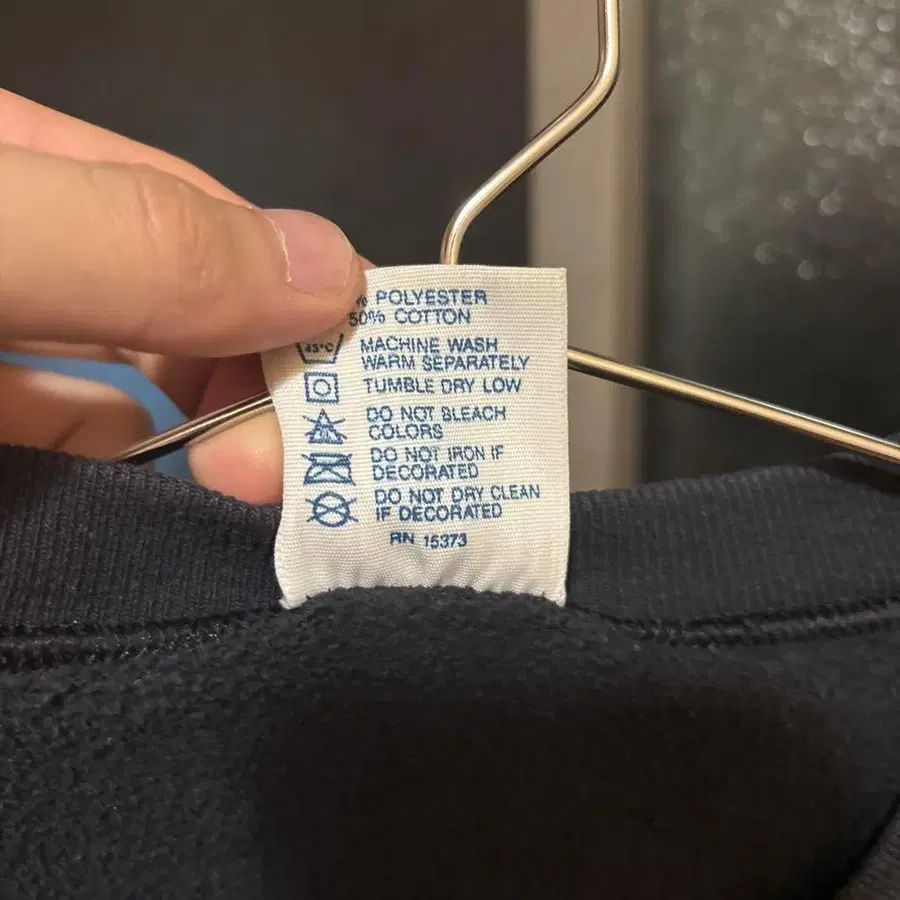 % POLYESTER
50% COTTON
MACHINE WASH
WARM SEPARATELY
TUMBLE DRY LOW
DO NOT BLEACH
COLORS
DO NOT IRON IF
DECORATED
DO NOT DRY CLEAN
IF DECORATED
RN 15373